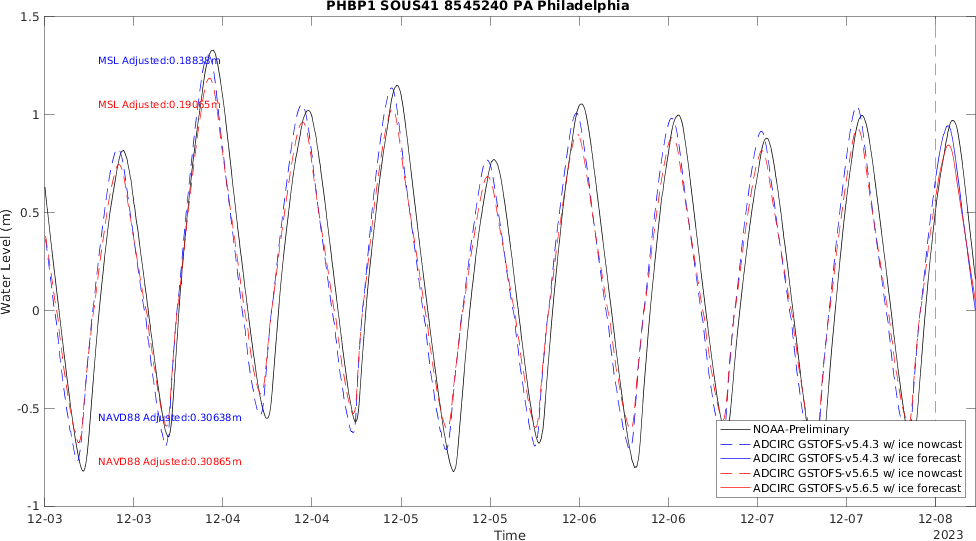 PHBP1 SOUS41 8545240 PA Philadelphia
1.5
MSL Adjusted:0.18838m
MSL Adjusted:0.19065m
1
0.5
Water Level (m)
0
-0.5
NAVD88 Adjusted:0.30638m
NAVD88 Adjusted:0.30865m
NOAA-Preliminary
ADCIRC GSTOFS-v5.4.3 w/ ice nowcast
ADCIRC GSTOFS-v5.4.3 w/ ice forecast
ADCIRC GSTOFS-v5.6.5 w/ ice nowcast
ADCIRC GSTOFS-v5.6.5 w/ ice forecast
-1
12-03 12-03 12-04 12-04 12-05 12-05 12-06 12-06 12-07 12-07 12-08
Time 2023